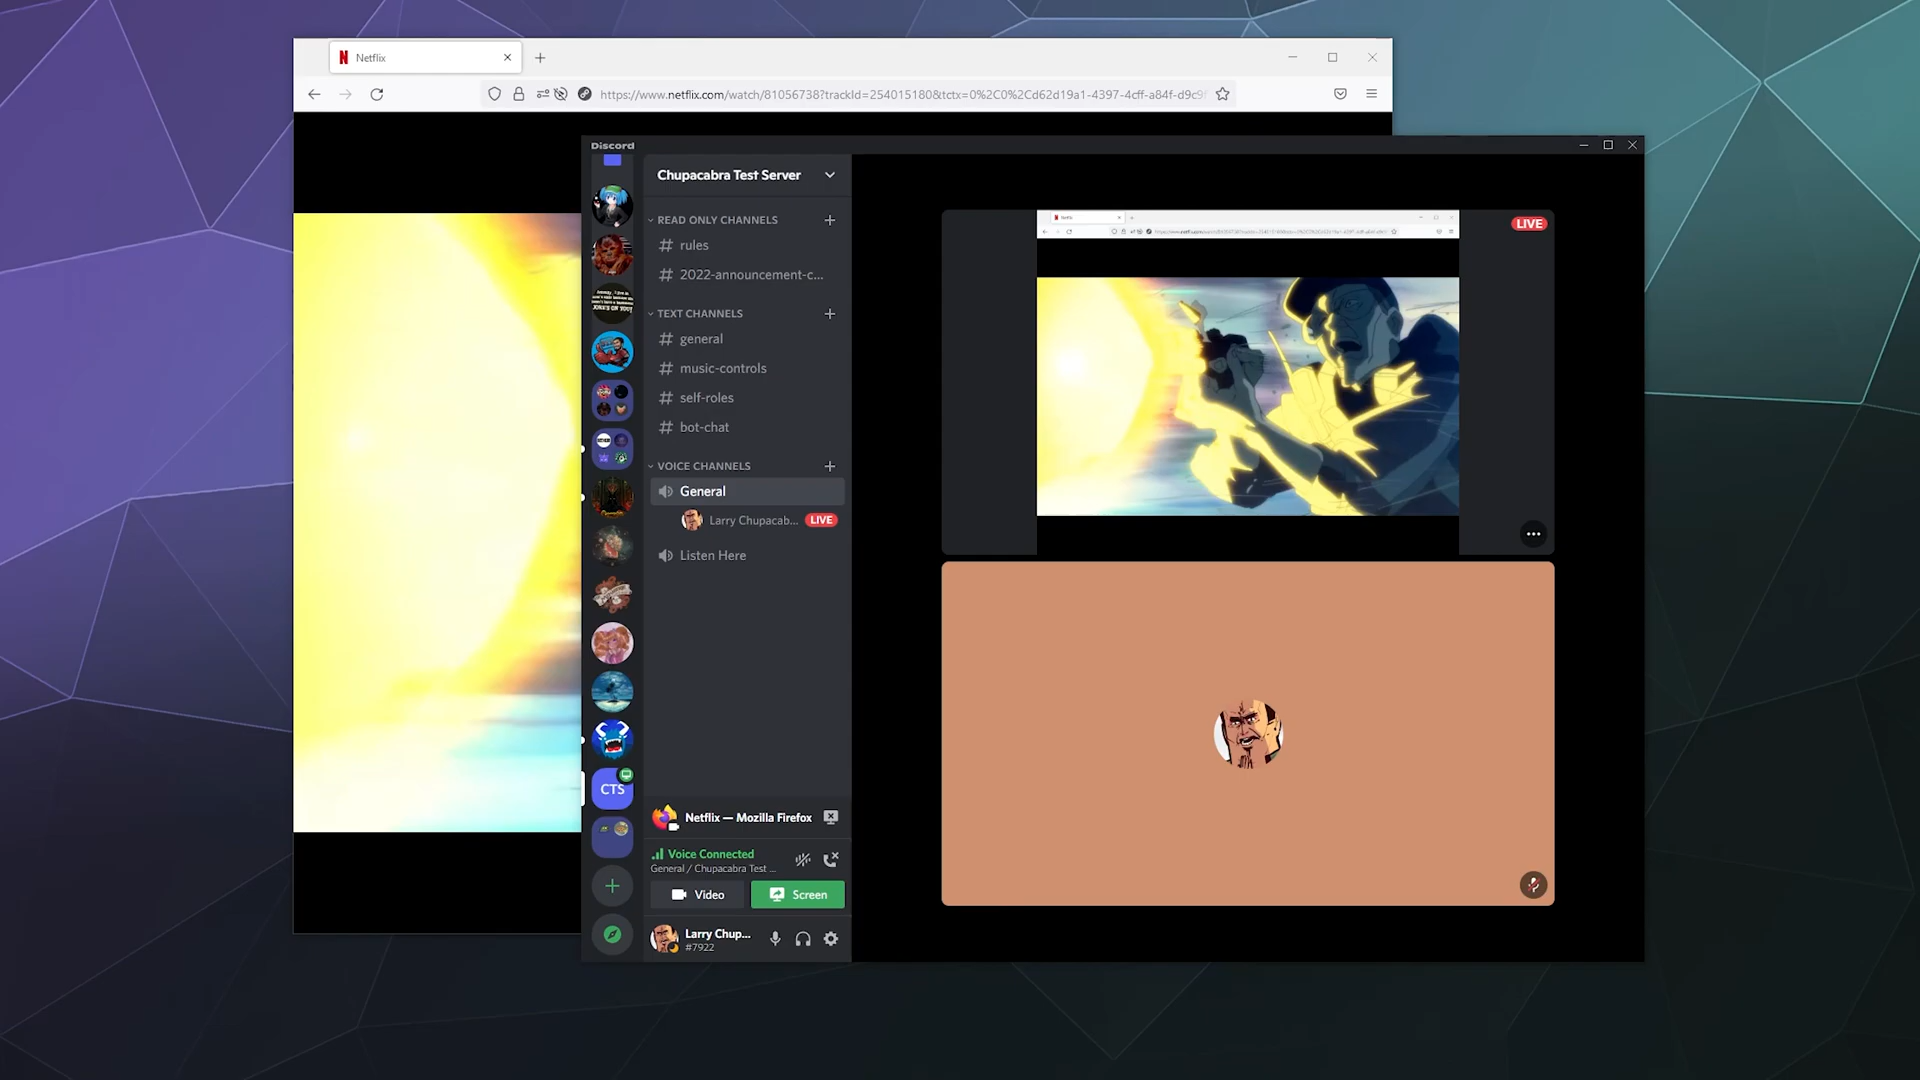 Netflix
https://www.netflix.com/watch/81056738?trackId=254015180&tctx=0%2C0%2Cd62d19a1-4397-4cff-a84f-d9c9
Discord
Chupacabra Test Server
READ ONLY CHANNELS
rules
2022-announcement-c...
TEXT CHANNELS
general
music-controls
self-roles
bot-chat
VOICE CHANNELS
General
Larry Chupacab... LIVE
Listen Here
CTS
Netflix — Mozilla Firefox
Voice Connected
General / Chupacabra Test ...
Video
Screen
Larry Chup...
#7922
LIVE